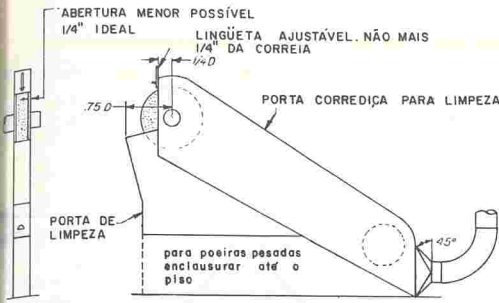 ABERTURA MENOR POSSÍVEL
1/4" IDEAL
LINGÜETA AJUSTÁVEL. NÃO MAIS
1/4" DA CORREIA
1/4 D
.75 D
PORTA CORREDIÇA PARA LIMPEZA
PORTA DE
LIMPEZA
para poeiras pesadas
enclausurar até o
piso
45°